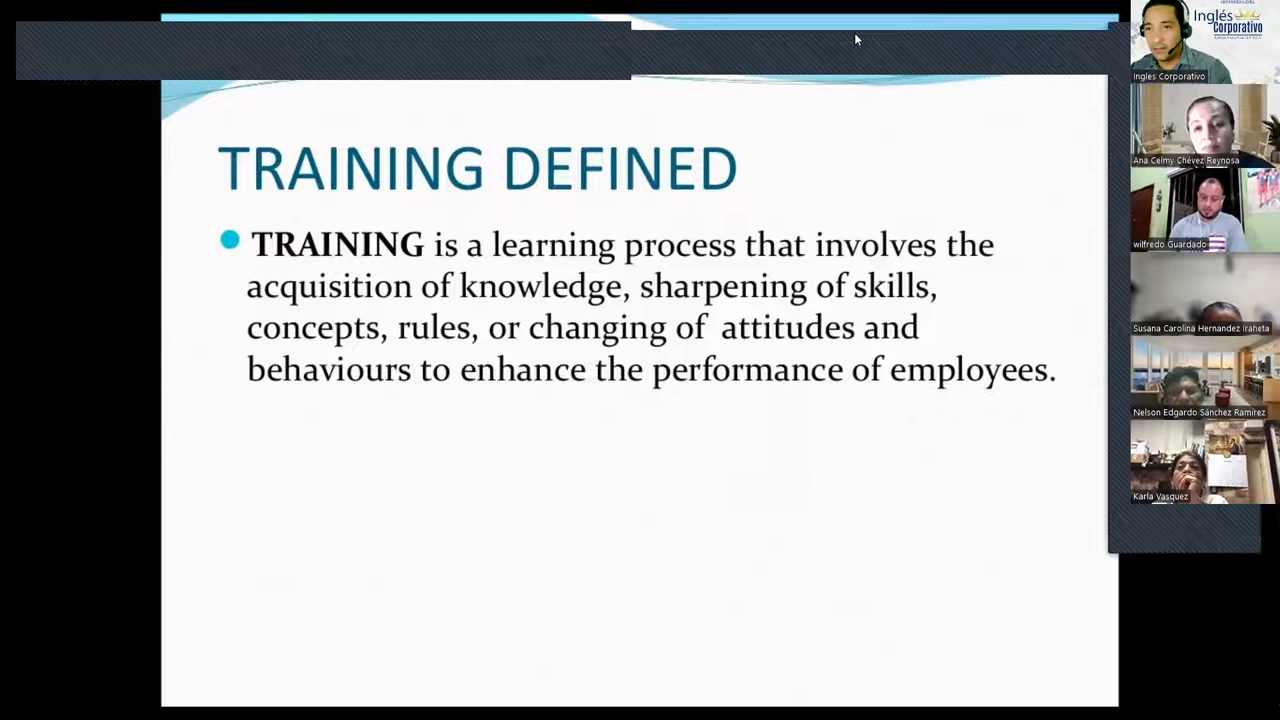 TRAINING DEFINED
TRAINING is a learning process that involves the
acquisition of knowledge, sharpening of skills,
concepts, rules, or changing of attitudes and
behaviours to enhance the performance of employees.
Inglés
Corporativo
Ingles Corporativo
Ana Celmy Chévez Reynosa
wilfredo Guardado
Susana Carolina Hernandez Iraheta
Nelson Edgardo Sánchez Ramírez
Karla Vasquez